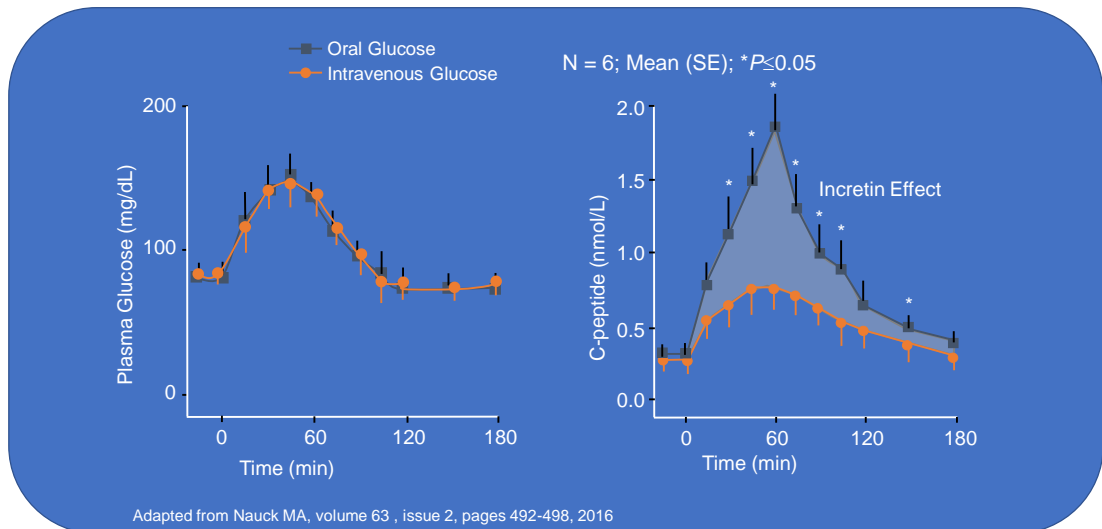 Oral Glucose
Intravenous Glucose
N = 6; Mean (SE); *P≤0.05
Plasma Glucose (mg/dL)
200
100
0
0 60 120 180
Time (min)
C-peptide (nmol/L)
2.0
1.5
1.0
0.5
0.0
* * * * * * * *
Incretin Effect
0 60 120 180
Time (min)
Adapted from Nauck MA, volume 63 , issue 2, pages 492-498, 2016